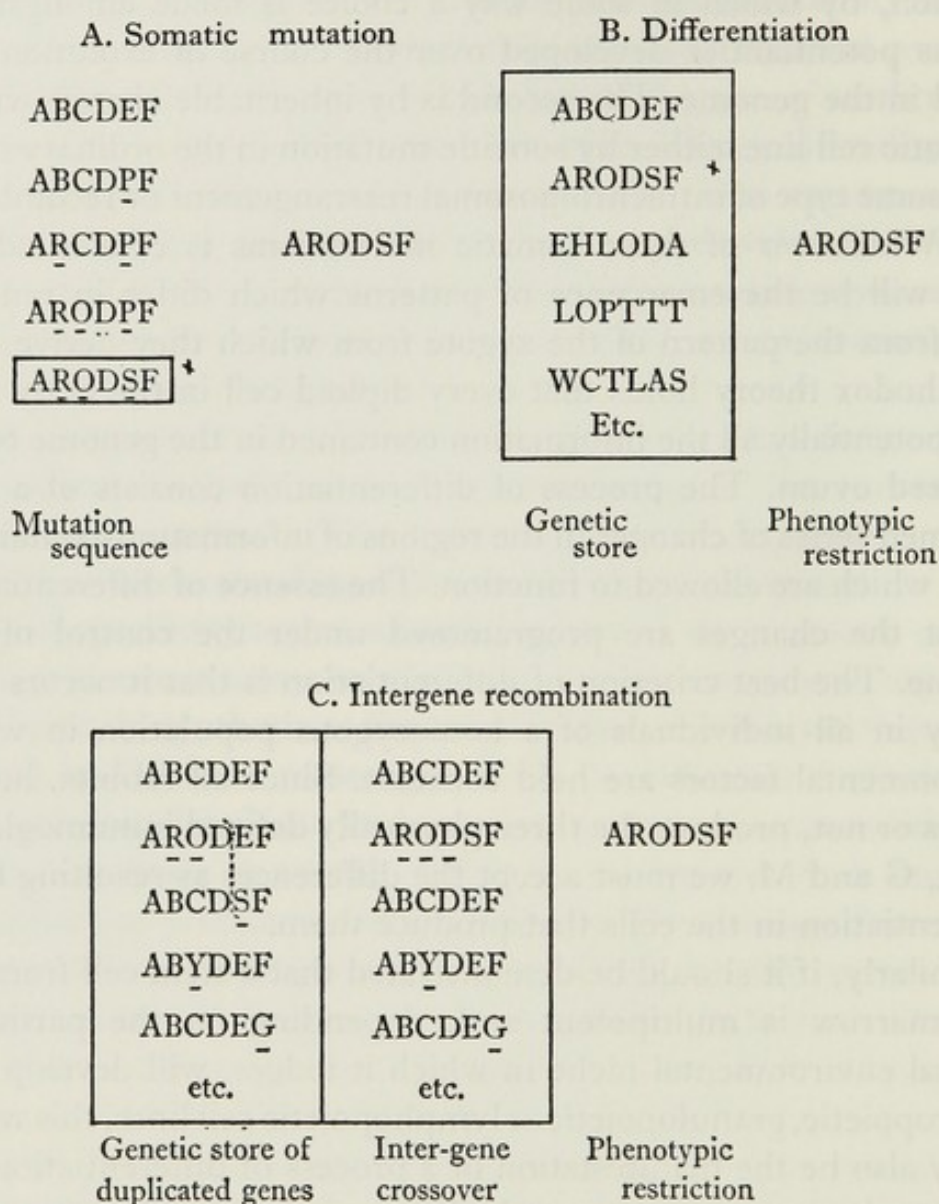 A. Somatic mutation
ABCDEF
ABCDPF
ARCDPF ARODSF
ARODPF
ARODSF
Mutation
sequence
B. Differentiation
ABCDEF
ARODSF
EHLODA ARODSF
LOPTTT
WCTLAS
Etc.
Genetic
store
Phenotypic
restriction
C. Intergene recombination
ABCDEF ABCDEF
ARODEF ARODSF ARODSF
ABCDSF ABCDEF
ABYDEF ABYDEF
ABCDEG ABCDEG
etc. etc.
Genetic store of
duplicated genes
Inter-gene
crossover
Phenotypic
restriction